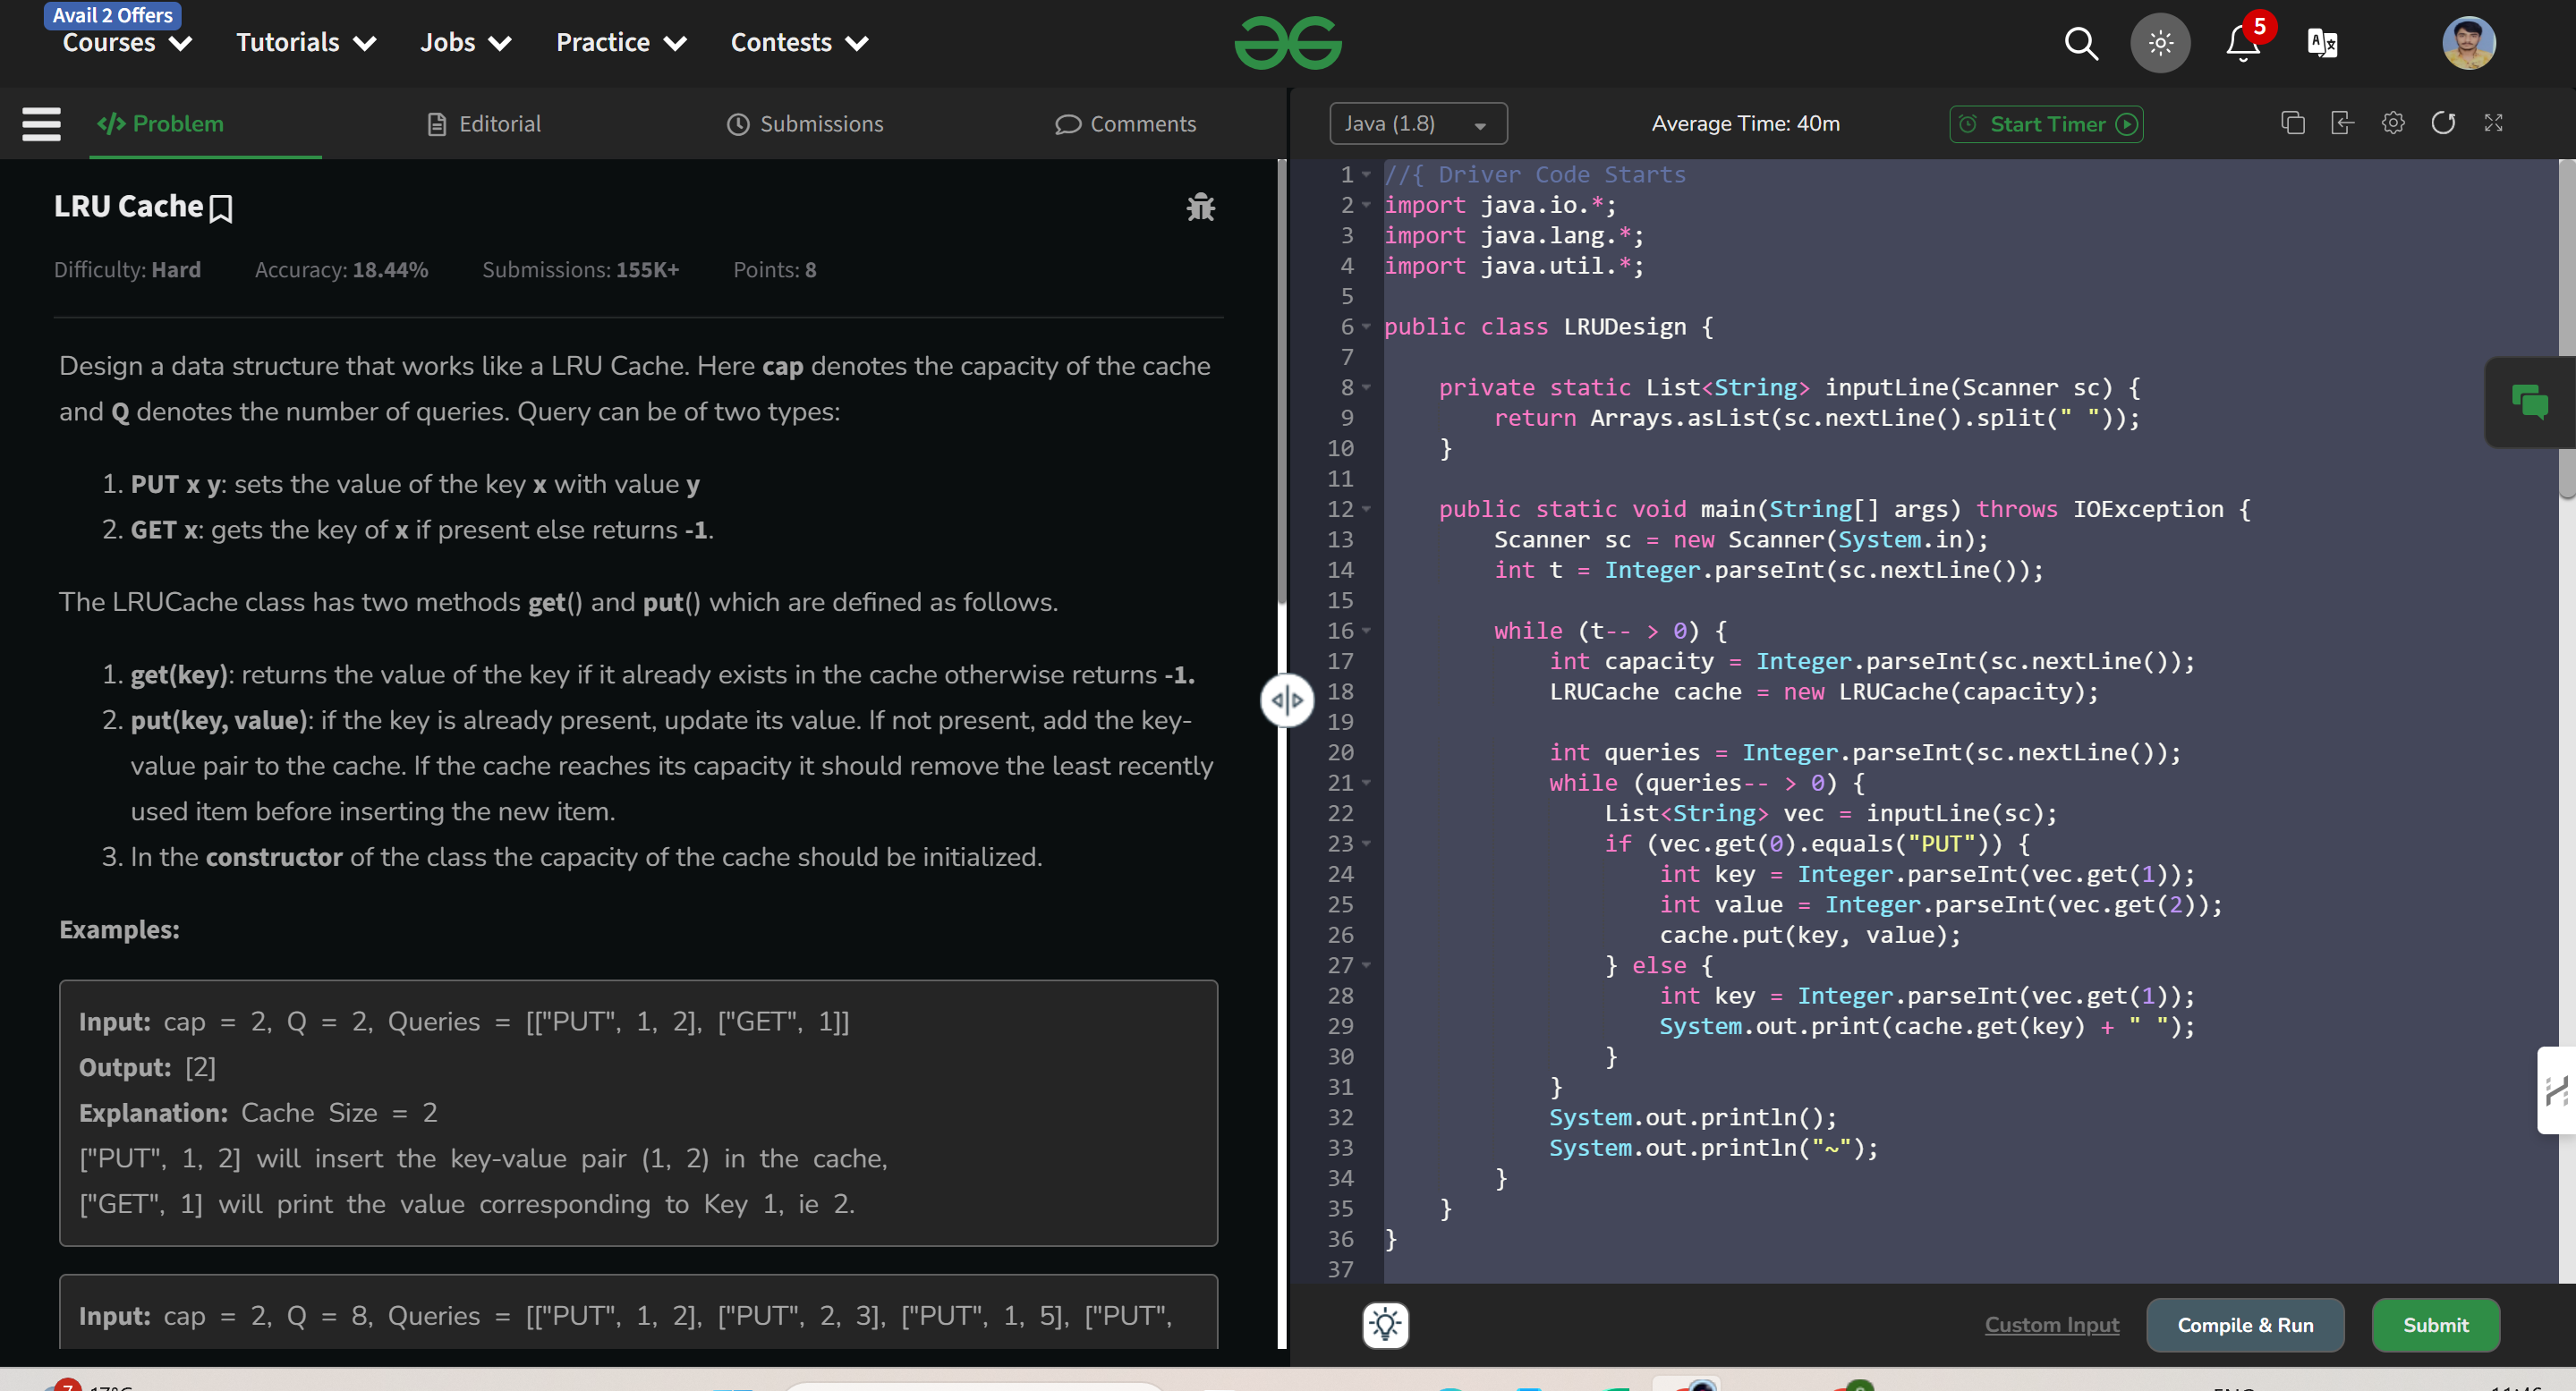 Avail 2 Offers
Courses Tutorials Jobs Practice Contests
5
Problem Editorial Submissions Comments
LRU Cache
Difficulty: Hard Accuracy: 18.44% Submissions: 155K+ Points: 8
Design a data structure that works like a LRU Cache. Here cap denotes the capacity of the cache
and Q denotes the number of queries. Query can be of two types:
1. PUT x y: sets the value of the key x with value y
2. GET x: gets the key of x if present else returns -1.
The LRUCache class has two methods get() and put() which are defined as follows.
1. get(key): returns the value of the key if it already exists in the cache otherwise returns -1.
2. put(key, value): if the key is already present, update its value. If not present, add the key-
value pair to the cache. If the cache reaches its capacity it should remove the least recently
used item before inserting the new item.
3. In the constructor of the class the capacity of the cache should be initialized.
Examples:
Input: cap = 2, Q = 2, Queries = [["PUT", 1, 2], ["GET", 1]]
Output: [2]
Explanation: Cache Size = 2
["PUT", 1, 2] will insert the key-value pair (1, 2) in the cache,
["GET", 1] will print the value corresponding to Key 1, ie 2.
Input: cap = 2, Q = 8, Queries = [["PUT", 1, 2], ["PUT", 2, 3], ["PUT", 1, 5], ["PUT",
Java (1.8) Average Time: 40m Start Timer
1 //{ Driver Code Starts
2 import java.io.*;
3 import java.lang.*;
4 import java.util.*;
5
6 public class LRUDesign {
7
8 private static List<String> inputLine(Scanner sc) {
9 return Arrays.asList(sc.nextLine().split(" "));
10 }
11
12 public static void main(String[] args) throws IOException {
13 Scanner sc = new Scanner(System.in);
14 int t = Integer.parseInt(sc.nextLine());
15
16 while (t-- > 0) {
17 int capacity = Integer.parseInt(sc.nextLine());
18 LRUCache cache = new LRUCache(capacity);
19
20 int queries = Integer.parseInt(sc.nextLine());
21 while (queries-- > 0) {
22 List<String> vec = inputLine(sc);
23 if (vec.get(0).equals("PUT")) {
24 int key = Integer.parseInt(vec.get(1));
25 int value = Integer.parseInt(vec.get(2));
26 cache.put(key, value);
27 } else {
28 int key = Integer.parseInt(vec.get(1));
29 System.out.print(cache.get(key) + " ");
30 }
31 }
32 System.out.println();
33 System.out.println("~");
34 }
35 }
36 }
37
Custom Input Compile & Run Submit